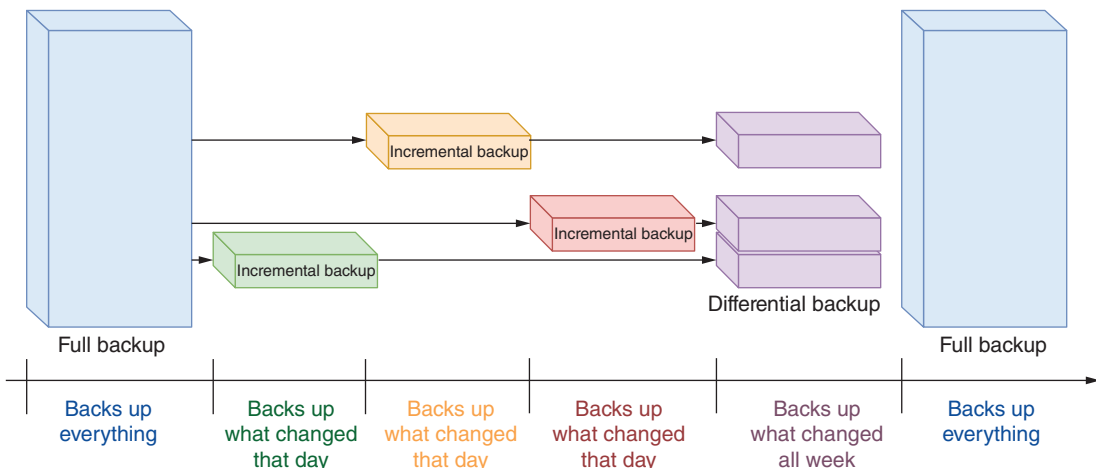 Incremental backup
Incremental backup
Incremental backup
Differential backup
Full backup
Full backup
Backs up
everything
Backs up
what changed
that day
Backs up
what changed
that day
Backs up
what changed
that day
Backs up
what changed
all week
Backs up
everything